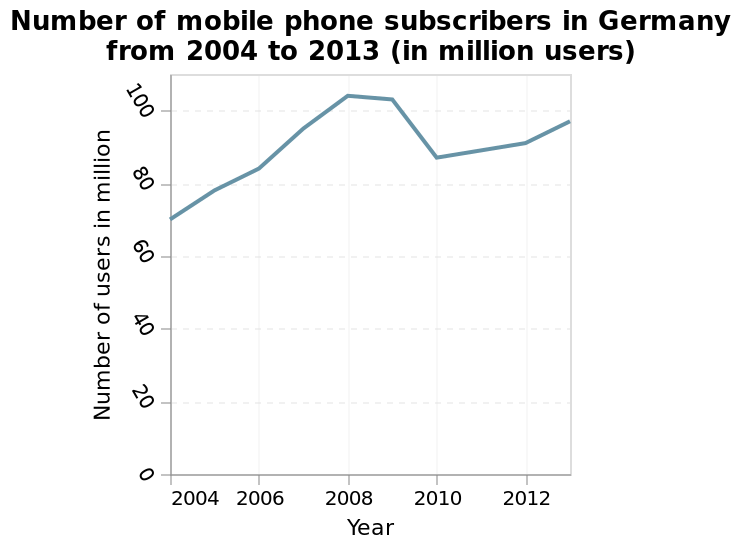 Number of mobile phone subscribers in Germany
from 2004 to 2013 (in million users)
100
80
60
40
20
0
Number of users in million
2004 2006 2008 2010 2012
Year